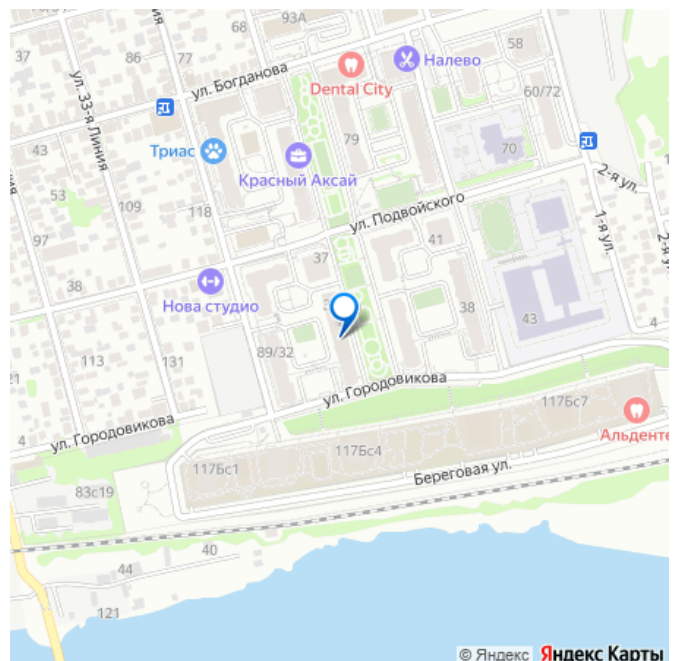 93А
77
68
58
37
86
ул. Богданова
Налево
Dental City
60/72
ул. 33-я Линия
43
Триас
79
70
Красный Аксай
53
2-я ул.
109
118
ул. Подвойского
1-я ул.
97
41
2-я
37
38
Нова студио
38
43
4
21
113
131
89/32
ул. Городовикова
117Бс7
ул. Городовикова
4
117Бс4
Альденте
117Бс1
Береговая ул.
83с19
40
44
121
© Яндекс Яндекс Карты